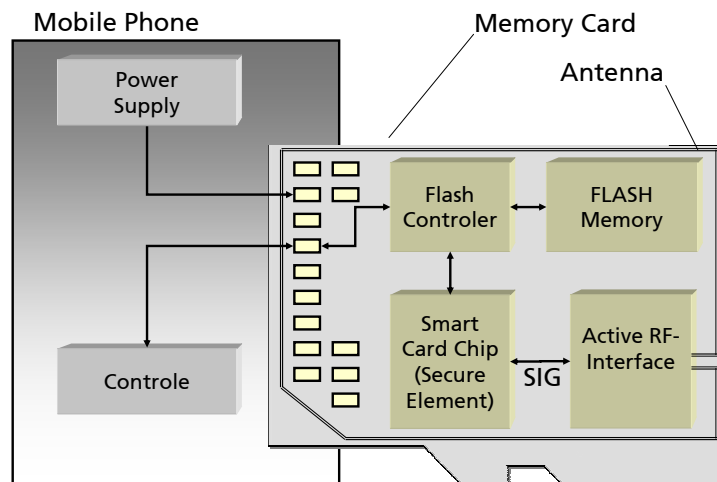 Mobile Phone
Memory Card
Antenna
Power
Supply
Flash
Controler
FLASH
Memory
Smart
Card Chip
(Secure
Element)
SIG
Active RF-
Interface
Controle